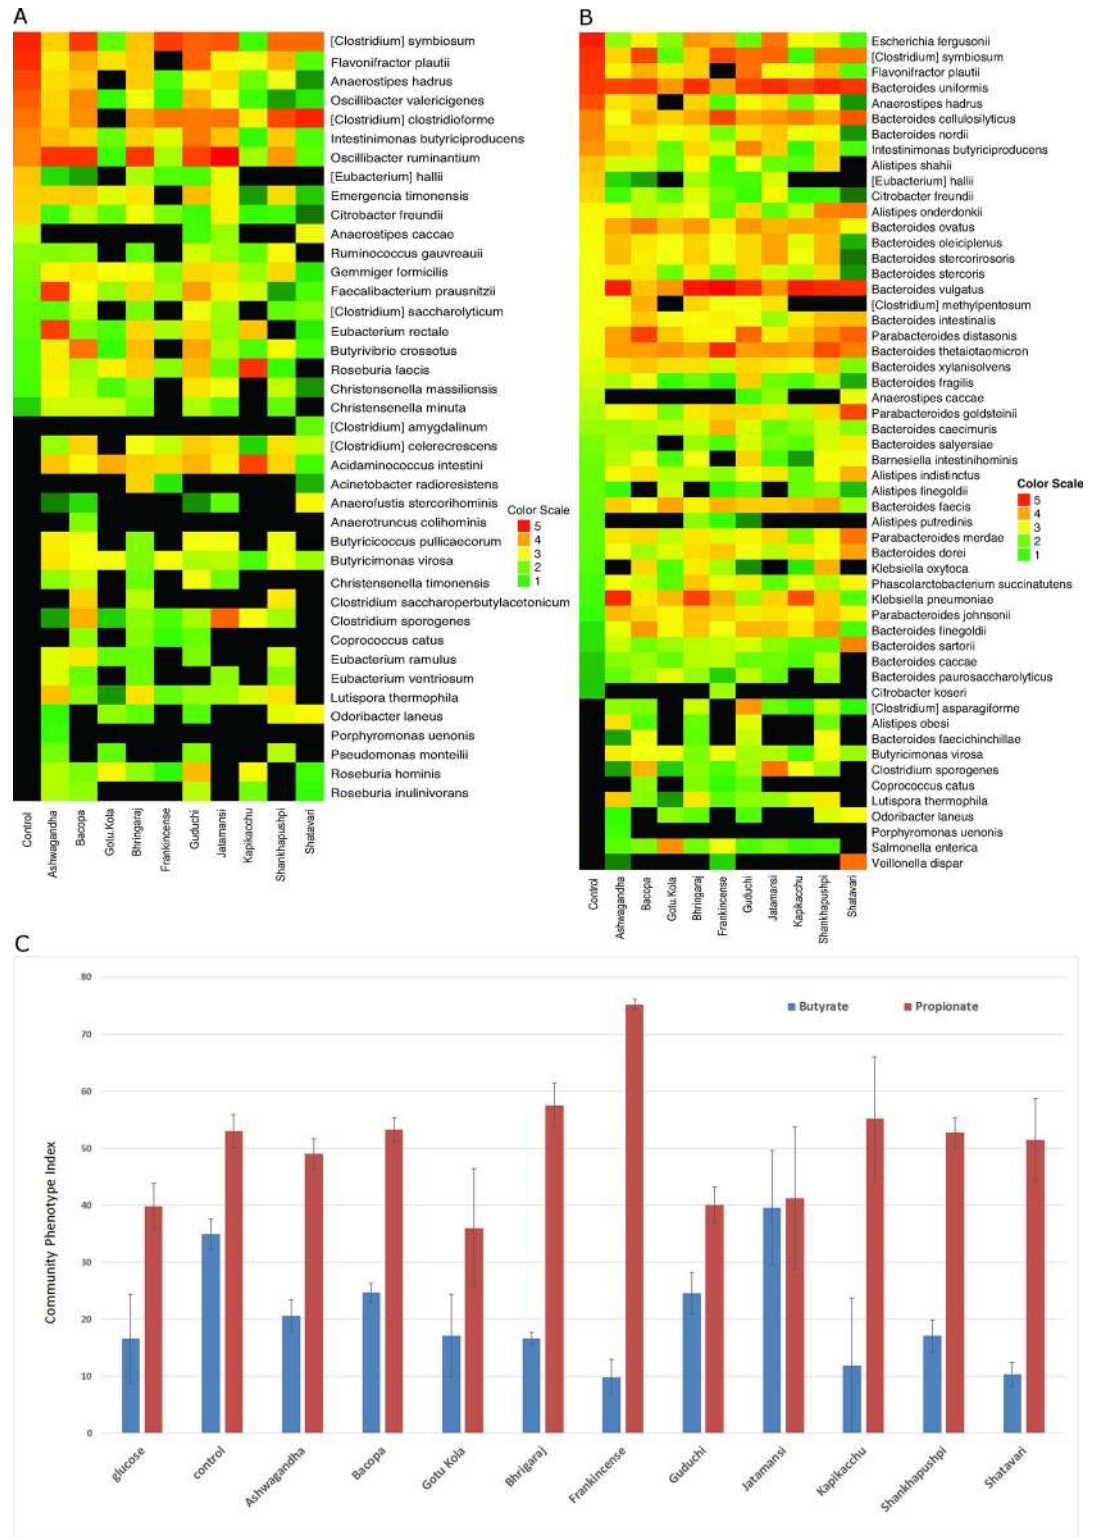 A
[Clostridium] symbiosum
Flavonifractor plautii
Anaerostipes hadrus
Oscillibacter valericigenes
[Clostridium] clostridioforme
Intestinimonas butyriciproducens
Oscillibacter ruminantium
[Eubacterium] hallii
Emergencia timonensis
Citrobacter freundii
Anaerostipes caccae
Ruminococcus gauvreauii
Gemmiger formicilis
Faecalibacterium prausnitzii
[Clostridium] saccharolyticum
Eubacterium rectale
Butyrivibrio crossotus
Roseburia faecis
Christensenella massiliensis
Christensenella minuta
[Clostridium] amygdalinum
[Clostridium] celerecrescens
Acidaminococcus intestini
Acinetobacter radioresistens
Anaerofustis stercorihominis
Anaerotruncus colihominis
Butyricicoccus pullicaecorum
Butyricimonas virosa
Christensenella timonensis
Clostridium saccharoperbutylacetonicum
Clostridium sporogenes
Coprococcus catus
Eubacterium ramulus
Eubacterium ventriosum
Lutispora thermophila
Odoribacter laneus
Porphyromonas uenonis
Pseudomonas monteilii
Roseburia hominis
Roseburia inulinivorans
Color Scale
5
4
3
2
1
Control
Ashwagandha
Bacopa
Gotu.Kola
Bhringaraj
Frankincense
Guduchi
Jatamansi
Kapikacchu
Shankhapushpi
Shatavari
B
Escherichia fergusonii
[Clostridium] symbiosum
Flavonifractor plautii
Bacteroides uniformis
Anaerostipes hadrus
Bacteroides cellulosilyticus
Bacteroides nordii
Intestinimonas butyriciproducens
Alistipes shahii
[Eubacterium] hallii
Citrobacter freundii
Alistipes onderdonkii
Bacteroides ovatus
Bacteroides oleiciplenus
Bacteroides stercorirosoris
Bacteroides stercoris
Bacteroides vulgatus
[Clostridium] methylpentosum
Bacteroides intestinalis
Parabacteroides distasonis
Bacteroides thetaiotaomicron
Bacteroides xylanisolvens
Bacteroides fragilis
Anaerostipes caccae
Parabacteroides goldsteinii
Bacteroides caecimuris
Bacteroides salyersiae
Barnesiella intestinihominis
Alistipes indistinctus
Alistipes finegoldii
Bacteroides faecis
Alistipes putredinis
Parabacteroides merdae
Bacteroides dorei
Klebsiella oxytoca
Phascolarctobacterium succinatutens
Klebsiella pneumoniae
Parabacteroides johnsonii
Bacteroides finegoldii
Bacteroides sartorii
Bacteroides caccae
Bacteroides paurosaccharolyticus
Citrobacter koseri
[Clostridium] asparagiforme
Alistipes obesi
Bacteroides faecichinchillae
Butyricimonas virosa
Clostridium sporogenes
Coprococcus catus
Lutispora thermophila
Odoribacter laneus
Porphyromonas uenonis
Salmonella enterica
Veillonella dispar
Color Scale
5
4
3
2
1
Control
Ashwagandha
Bacopa
Gotu.Kola
Bhringaraj
Frankincense
Guduchi
Jatamansi
Kapikacchu
Shankhapushpi
Shatavari
C
Community Phenotype Index
80
70
60
50
40
30
20
10
0
Butyrate
Propionate
glucose
control
Ashwagandha
Bacopa
Gotu Kola
Bhrigaraj
Frankincense
Guduchi
Jatamansi
Kapikacchu
Shankhapushpi
Shatavari